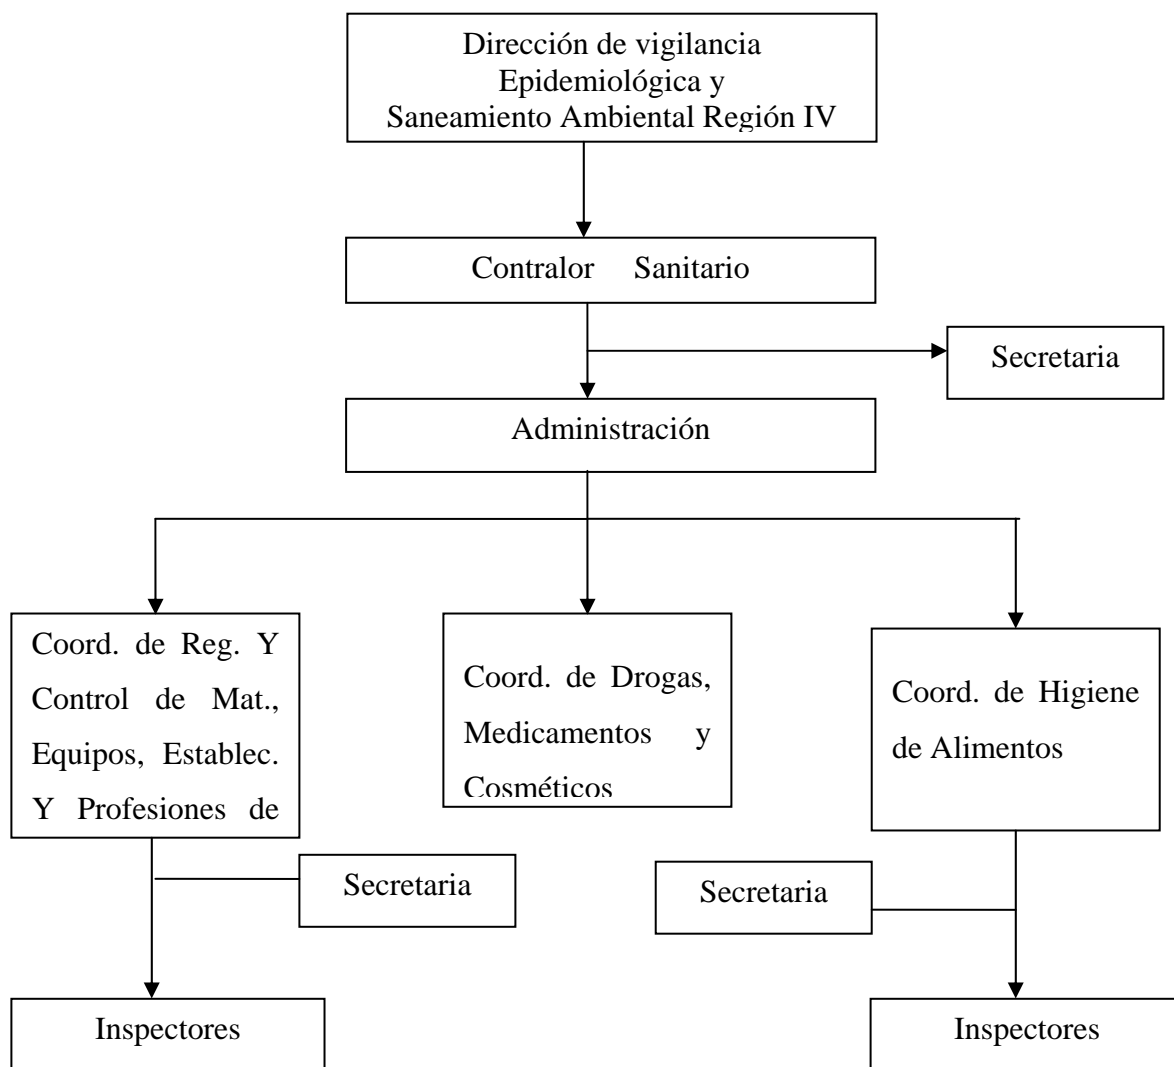 Dirección de vigilancia
Epidemiológica y
Saneamiento Ambiental Región IV
Contralor Sanitario
Secretaria
Administración
Coord. de Reg. Y
Control de Mat.,
Equipos, Establec.
Y Profesiones de
Coord. de Drogas,
Medicamentos y
Cosméticos
Coord. de Higiene
de Alimentos
Secretaria
Secretaria
Inspectores
Inspectores